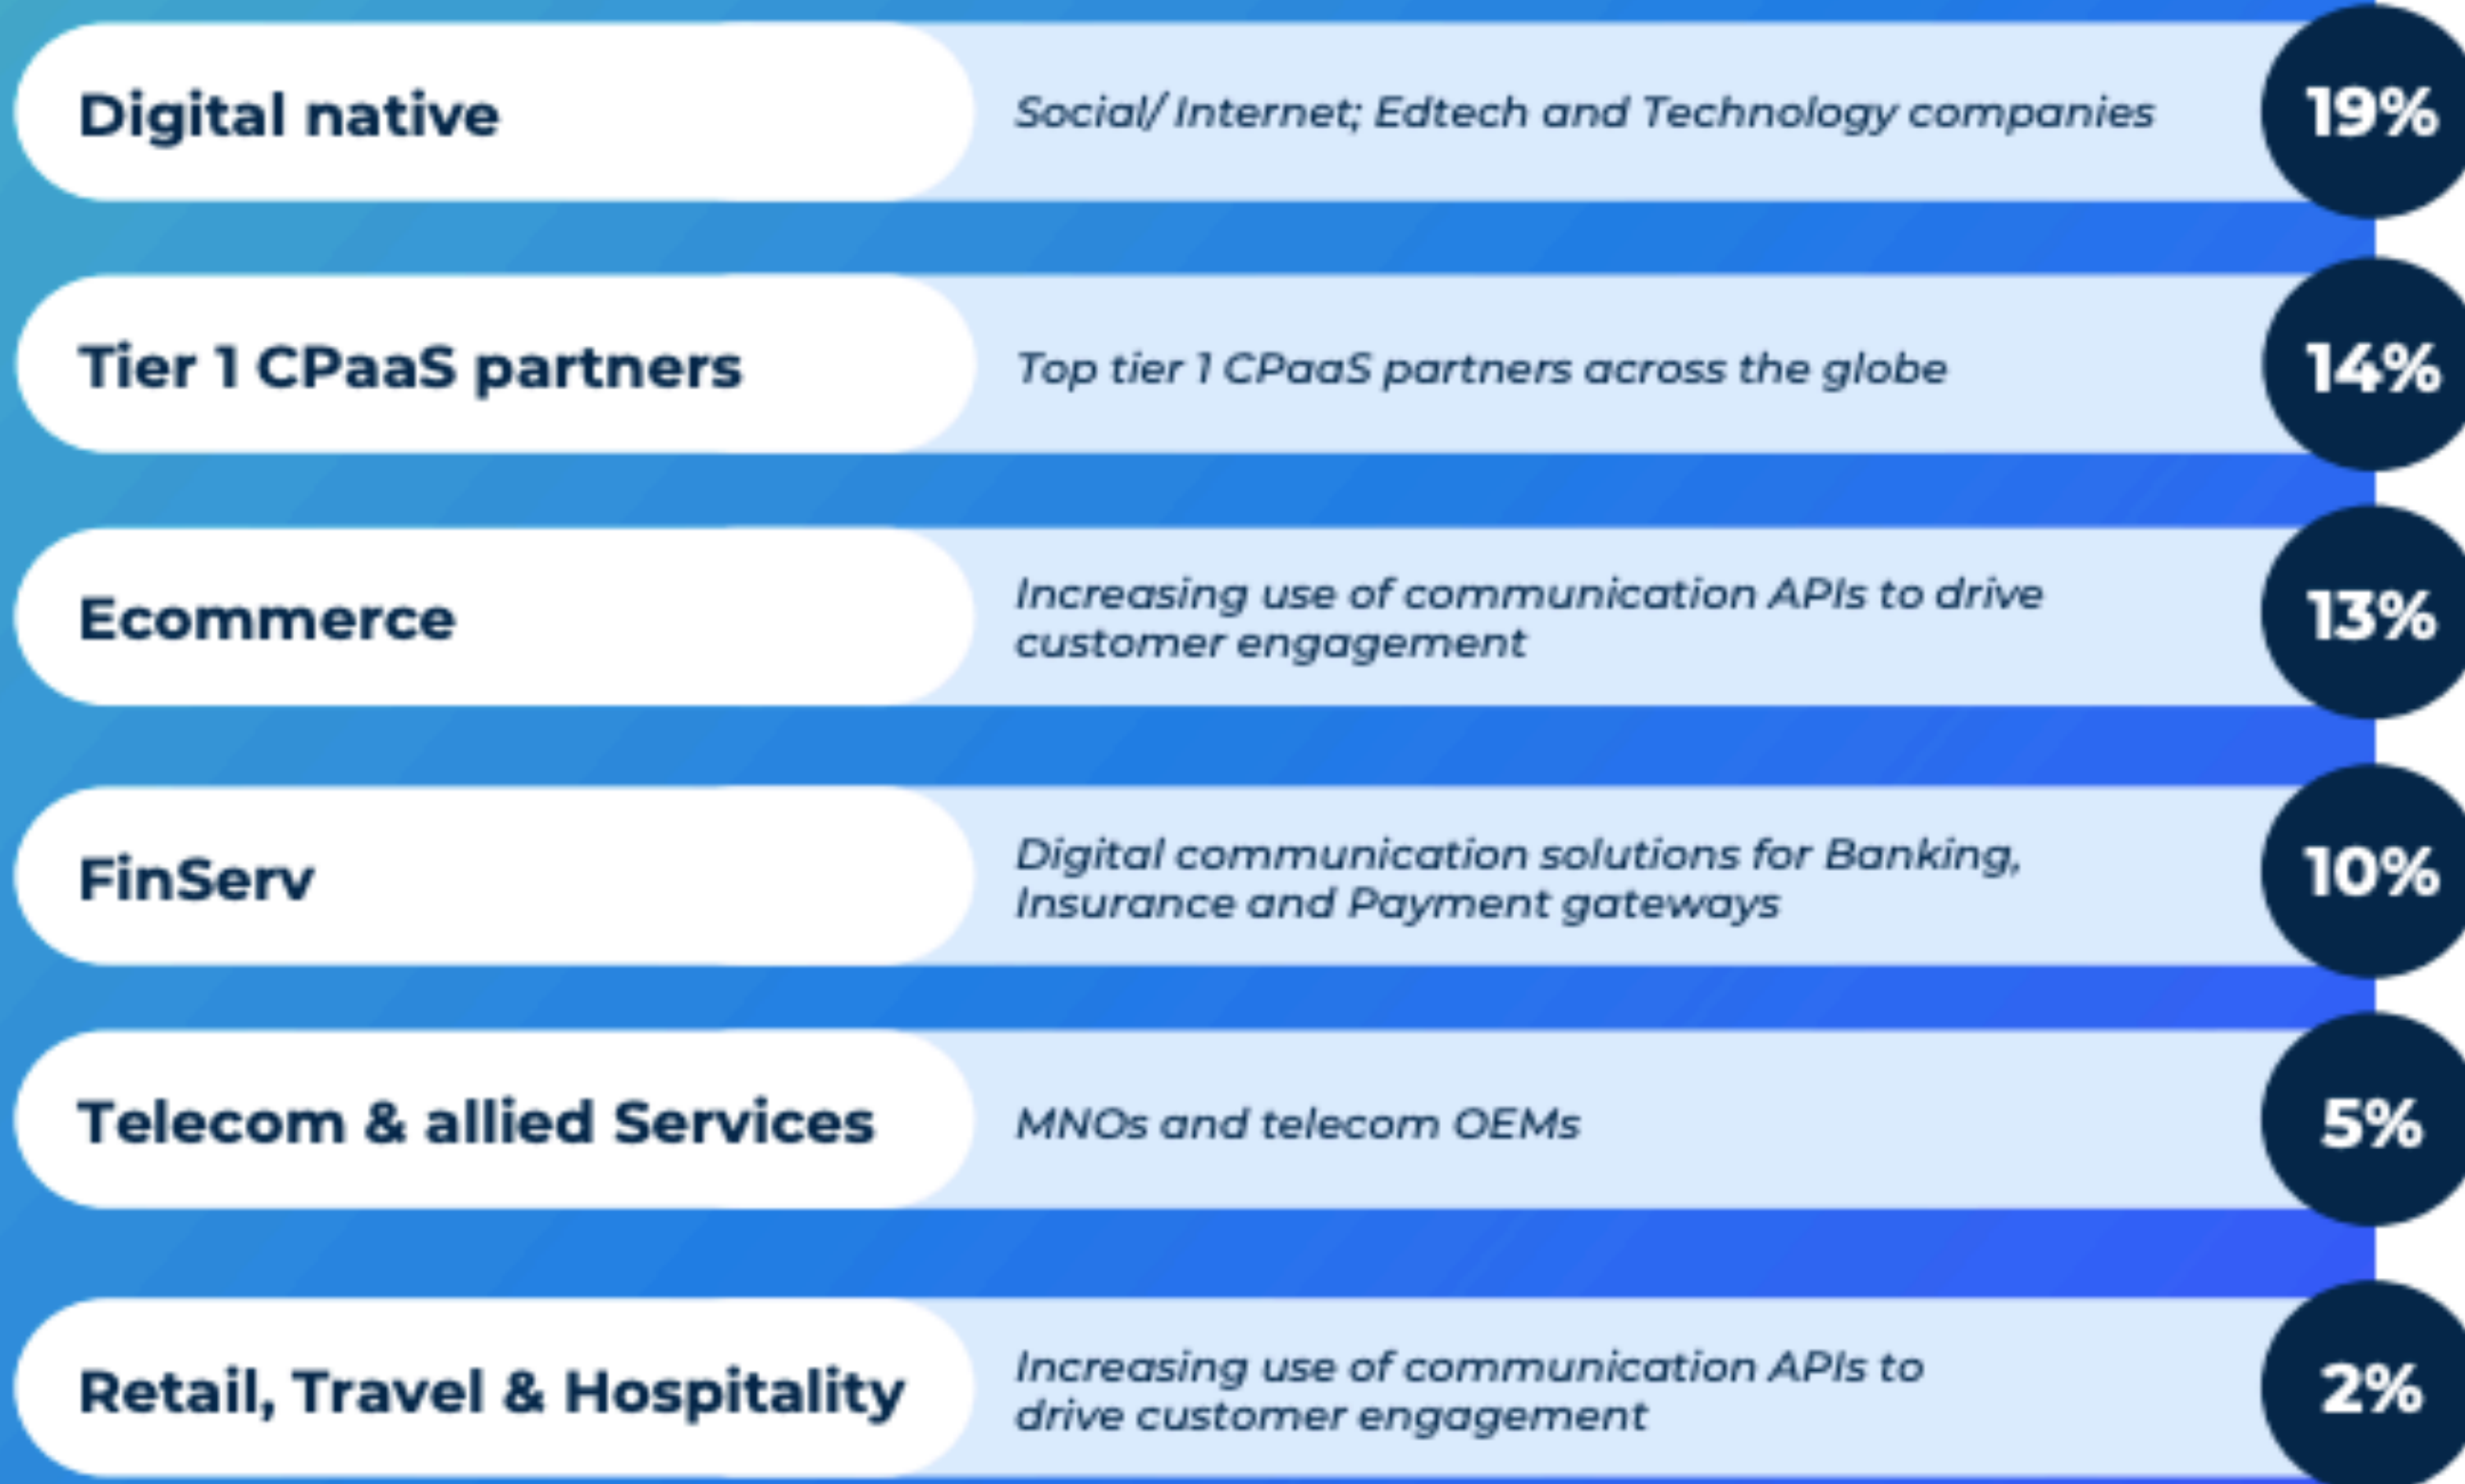 Digital native
Social/ Internet; Edtech and Technology companies
19%
Tier 1 CPaaS partners
Top tier 1 CPaaS partners across the globe
14%
Ecommerce
Increasing use of communication APIs to drive
customer engagement
13%
FinServ
Digital communication solutions for Banking,
Insurance and Payment gateways
10%
Telecom & allied Services
MNOs and telecom OEMs
5%
Retail, Travel & Hospitality
Increasing use of communication APIs to
drive customer engagement
2%